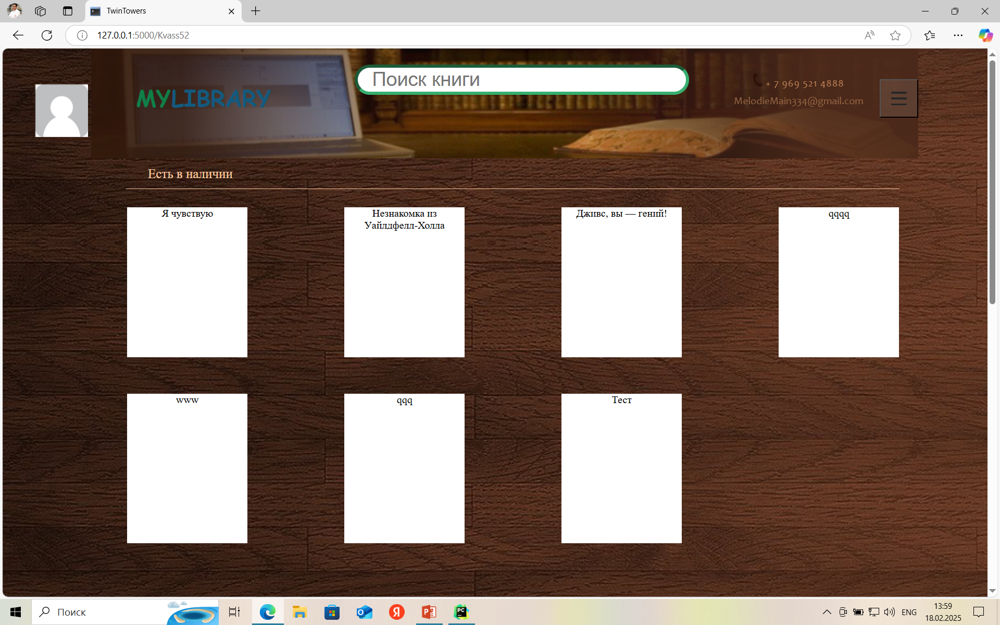 TwinTowers
127.0.0.1:5000/Kvass52
Поиск книги
+ 7 969 521 4888
MYLIBRARY
MelodieMain334@gmail.com
Есть в наличии
Я чувствую
Незнакомка из
Уайлдфелл-Холла
Дживс, вы — гений!
qqqq
www
qqq
Тест
Поиск
ENG
13:59
18.02.2025